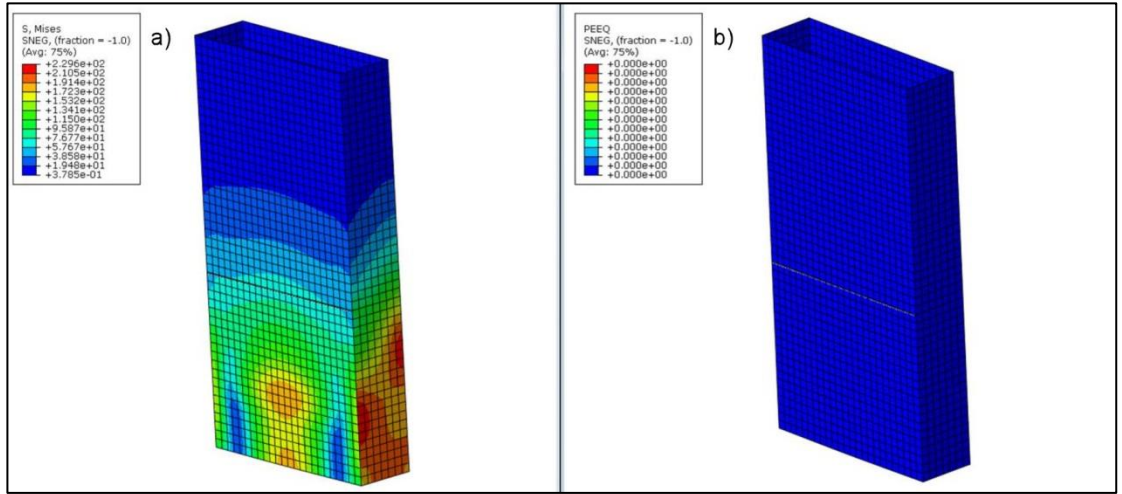 S, Mises
SNEG, (fraction = -1.0)
(Avg: 75%)
+2.296e+02
+2.105e+02
+1.914e+02
+1.723e+02
+1.532e+02
+1.341e+02
+1.150e+02
+9.587e+01
+7.677e+01
+5.767e+01
+3.858e+01
+1.948e+01
+3.785e-01
a)
PEEQ
SNEG, (fraction = -1.0)
(Avg: 75%)
+0.000e+00
+0.000e+00
+0.000e+00
+0.000e+00
+0.000e+00
+0.000e+00
+0.000e+00
+0.000e+00
+0.000e+00
+0.000e+00
+0.000e+00
+0.000e+00
+0.000e+00
b)